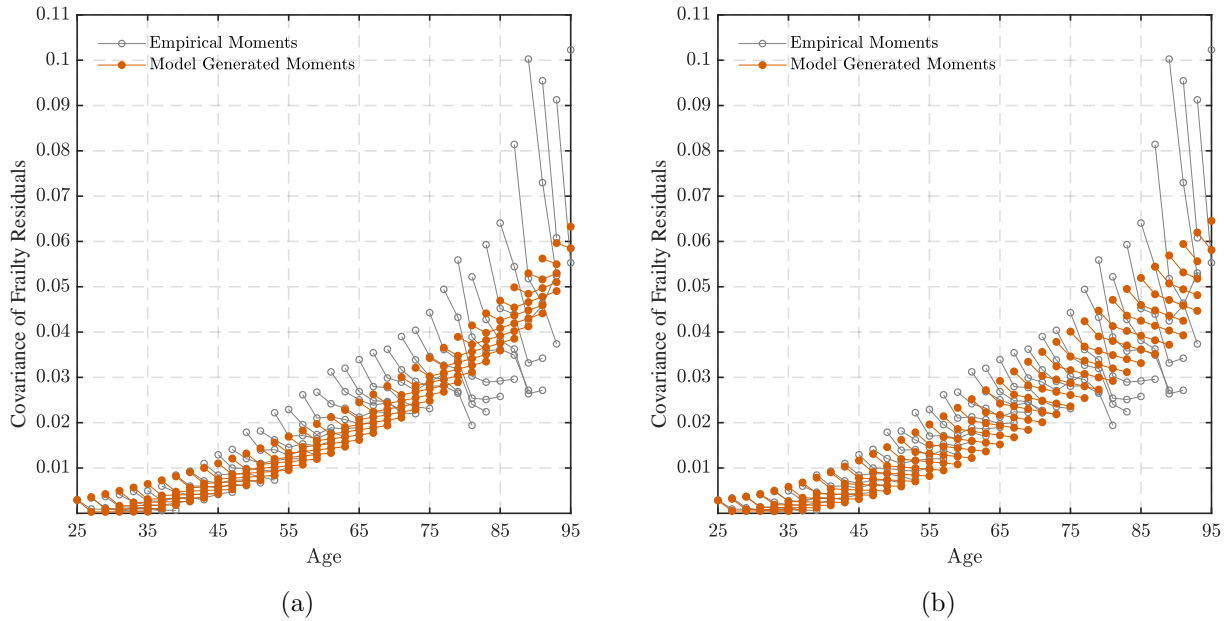 0.11
0.1
0.09
0.08
0.07
0.06
0.05
0.04
0.03
0.02
0.01
Covariance of Frailty Residuals
Empirical Moments
Model Generated Moments
25 35 45 55 65 75 85 95
Age
(a)
0.11
0.1
0.09
0.08
0.07
0.06
0.05
0.04
0.03
0.02
0.01
Covariance of Frailty Residuals
Empirical Moments
Model Generated Moments
25 35 45 55 65 75 85 95
Age
(b)